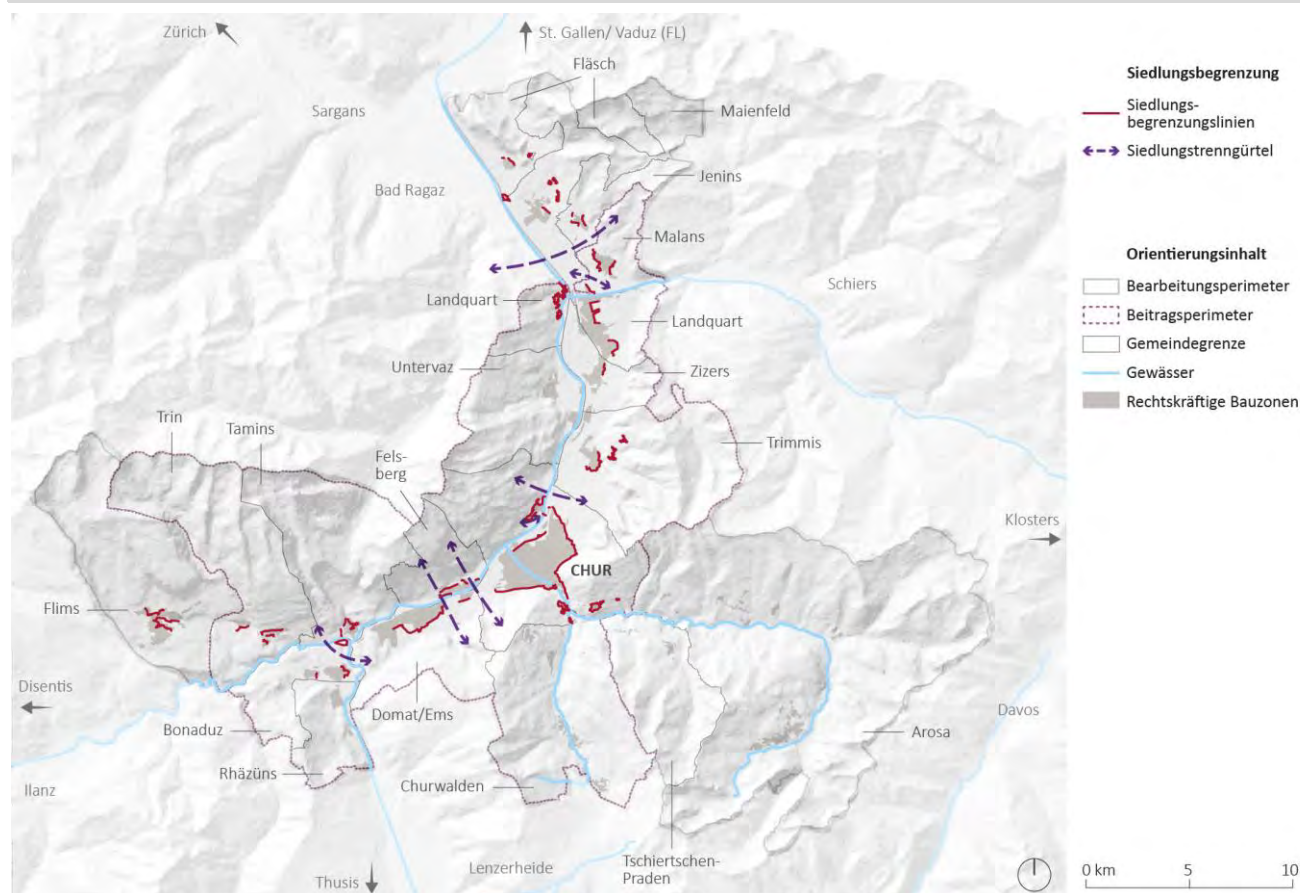 Zürich
St. Gallen/ Vaduz (FL)
Fläsch
Sargans
Maienfeld
Jenins
Bad Ragaz
Malans
Schiers
Landquart
Landquart
Untervaz
Zizers
Trin
Tamins
Fels-
berg
Trimmis
Klosters
CHUR
Flims
Disentis
Domat/Ems
Davos
Bonaduz
Arosa
Rhäzüns
Churwalden
Ilanz
Lenzerheide
Tschiertschen-
Praden
Thusis
Siedlungsbegrenzung
Siedlungs-
begrenzungslinien
Siedlungstrenngürtel
Orientierungsinhalt
Bearbeitungsperimeter
Beitragsperimeter
Gemeindegrenze
Gewässer
Rechtskräftige Bauzonen
0 km 5 10